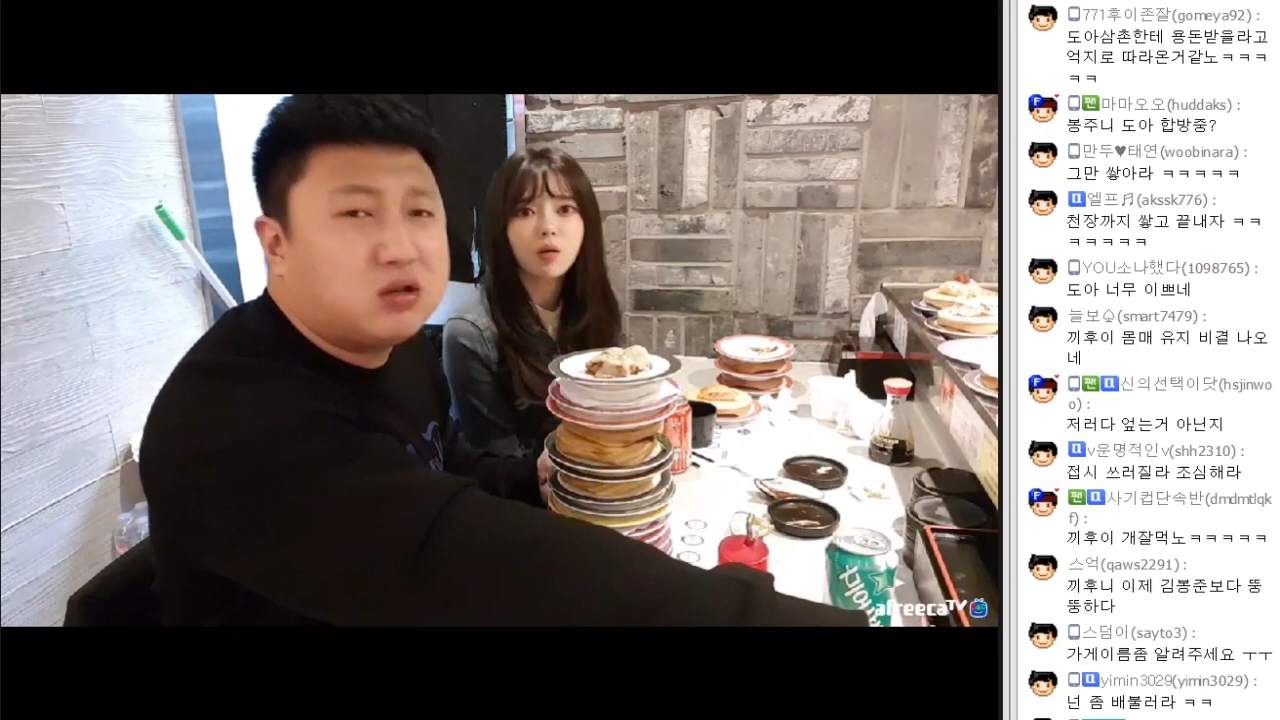 771후이존잘(gomeya92) :
도아삼촌한테 용돈받을라고
억지로 따라온거같노ㅋㅋㅋ
ㅋㅋ
F 팬 마마오오(huddaks) :
봉주니 도아 합방중?
만두♥태연(woobinara) :
그만 쌓아라 ㅋㅋㅋㅋㅋ
엘프♬(akssk776) :
천장까지 쌓고 끝내자 ㅋㅋ
ㅋㅋㅋㅋㅋ
YOU소나했다(1098765) :
도아 너무 이쁘네
늘보♤(smart7479) :
끼후이 몸매 유지 비결 나오
네
F 팬 신의선택이닷(hsjinwo
o) :
저러다 엎는거 아닌지
v운명적인v(shh2310) :
접시 쓰러질라 조심해라
F 팬 사기컵단속반(dmdmtlqk
f) :
끼후이 개잘먹노ㅋㅋㅋㅋㅋ
스억(qaws2291) :
끼후니 이제 김봉준보다 뚱
뚱하다
스덤이(sayto3) :
가게이름좀 알려주세요 ㅜㅜ
yimin3029(yimin3029) :
넌 좀 배불러라 ㅋㅋ
afreecaTV